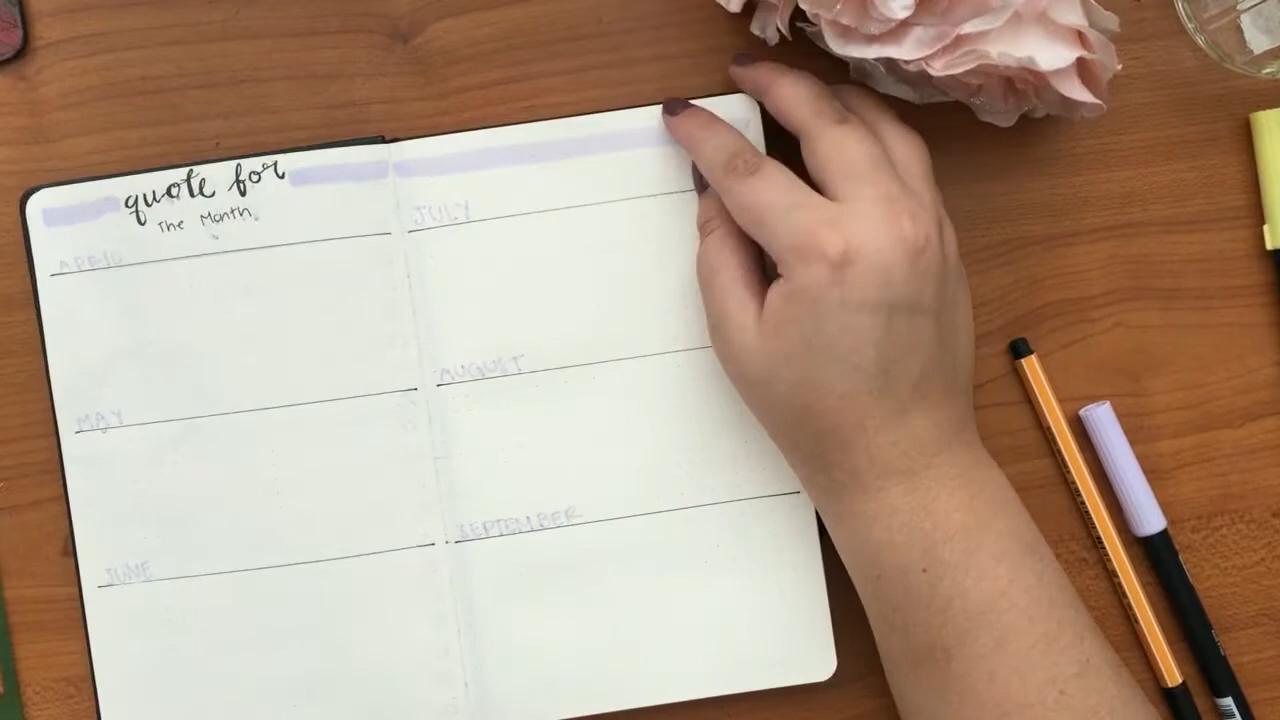 quote for
The Month
APRIL
MAY
JUNE
JULY
AUGUST
SEPTEMBER